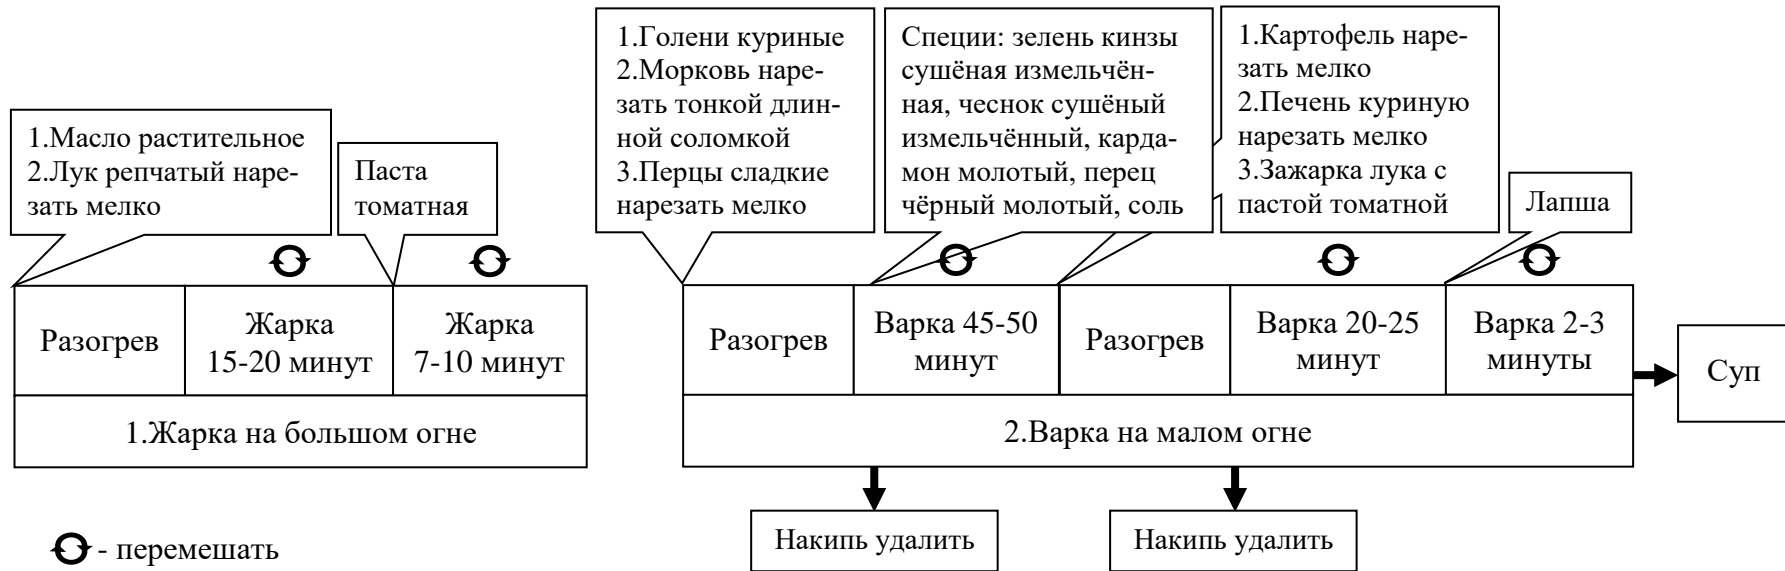 1.Масло растительное
2.Лук репчатый наре-
зать мелко
Паста
томатная
Разогрев
Жарка
15-20 минут
Жарка
7-10 минут
1.Жарка на большом огне
1.Голени куриные
2.Морковь наре-
зать тонкой длин-
ной соломкой
3.Перцы сладкие
нарезать мелко
Специи: зелень кинзы
сушёная измельчён-
ная, чеснок сушёный
измельчённый, карда-
мон молотый, перец
чёрный молотый, соль
1.Картофель наре-
зать мелко
2.Печень куриную
нарезать мелко
3.Зажарка лука с
пастой томатной
Лапша
Разогрев
Варка 45-50
минут
Разогрев
Варка 20-25
минут
Варка 2-3
минуты
2.Варка на малом огне
Суп
Накипь удалить
Накипь удалить
- перемешать